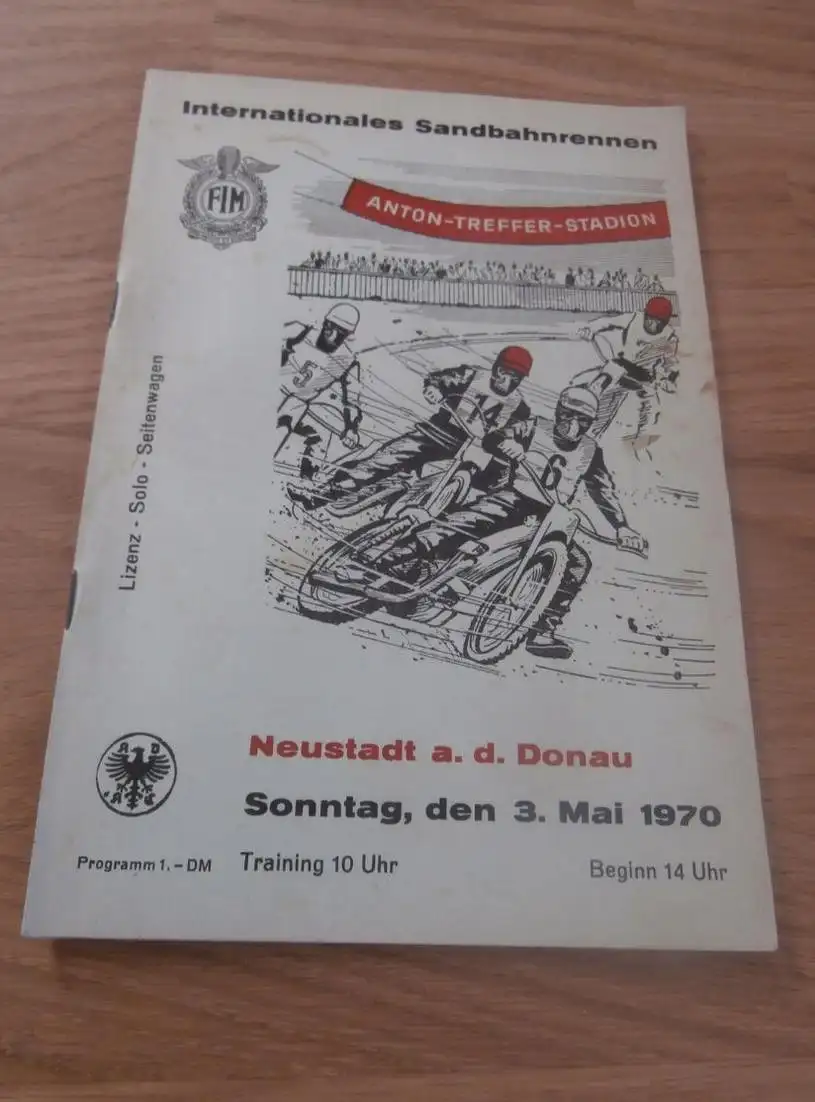 Internationales Sandbahnrennen
FIM
ANTON-TREFFER-STADION
5
14
6
Lizenz - Solo - Seitenwagen
A D
A C
Neustadt a. d. Donau
Sonntag, den 3. Mai 1970
Programm 1.– DM Training 10 Uhr Beginn 14 Uhr